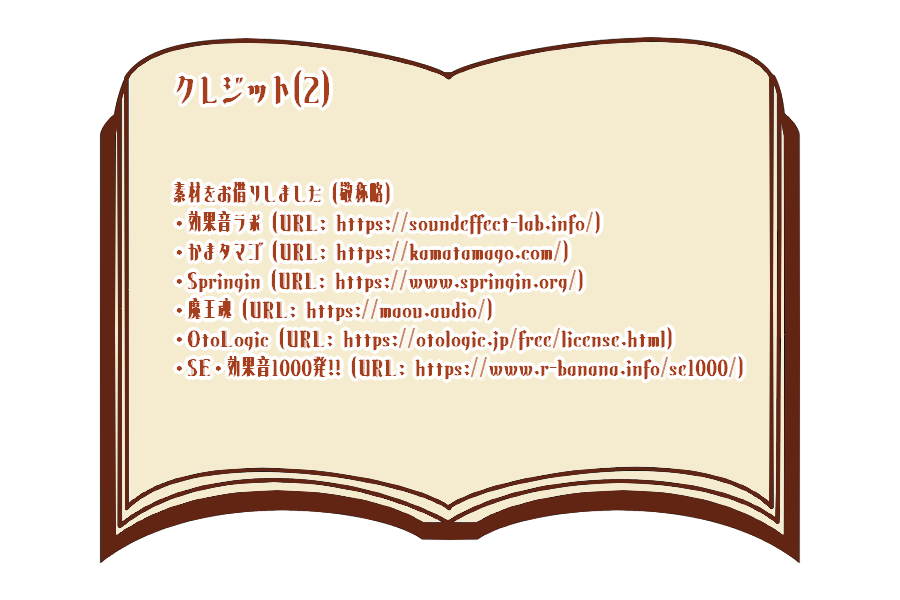 クレジット(2)
素材をお借りしました (敬称略)
・効果音ラボ (URL: https://soundeffect-lab.info/)
・かまタマゴ (URL: https://kamatamago.com/)
・Springin (URL: https://www.springin.org/)
・魔王魂 (URL: https://maou.audio/)
・OtoLogic (URL: https://otologic.jp/free/license.html)
・SE・効果音1000発!! (URL: https://www.r-banana.info/se1000/)